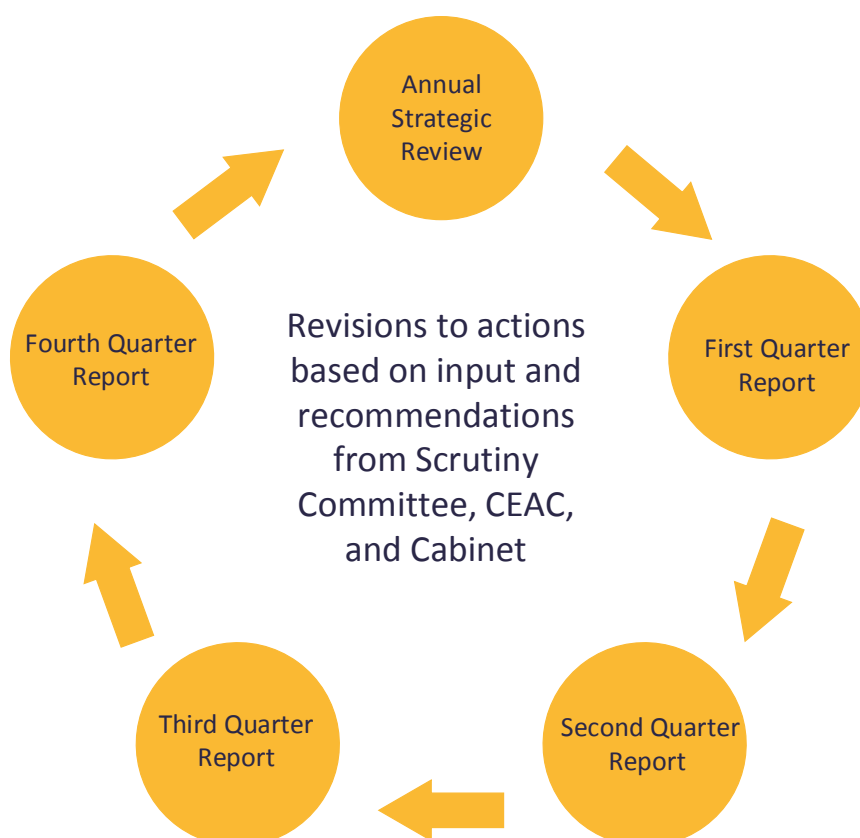 Annual
Strategic
Review
First Quarter
Report
Second Quarter
Report
Third Quarter
Report
Fourth Quarter
Report
Revisions to actions
based on input and
recommendations
from Scrutiny
Committee, CEAC,
and Cabinet